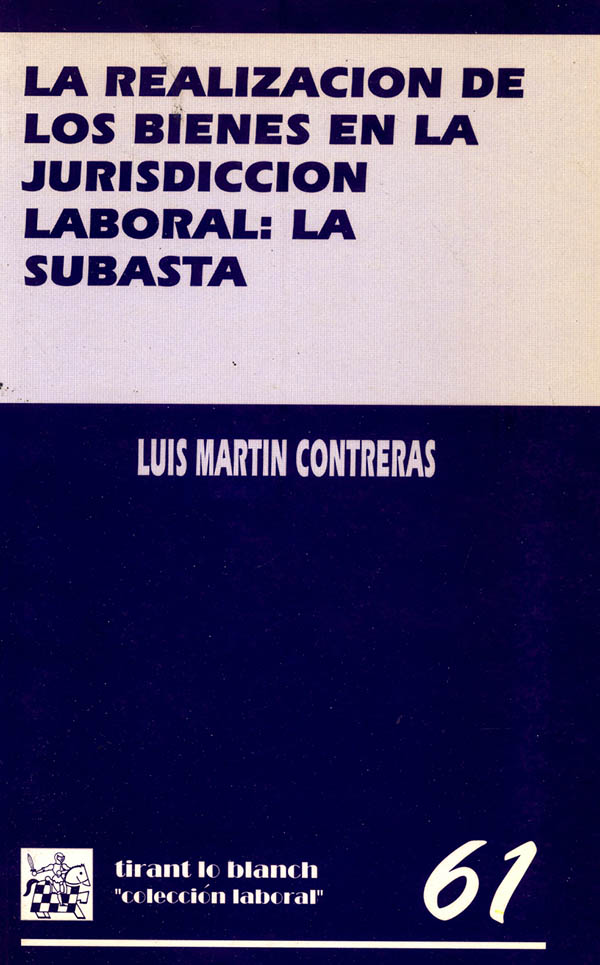 LA REALIZACION DE
LOS BIENES EN LA
JURISDICCION
LABORAL: LA
SUBASTA
LUIS MARTIN CONTRERAS
tirant lo blanch
"colección laboral"
61